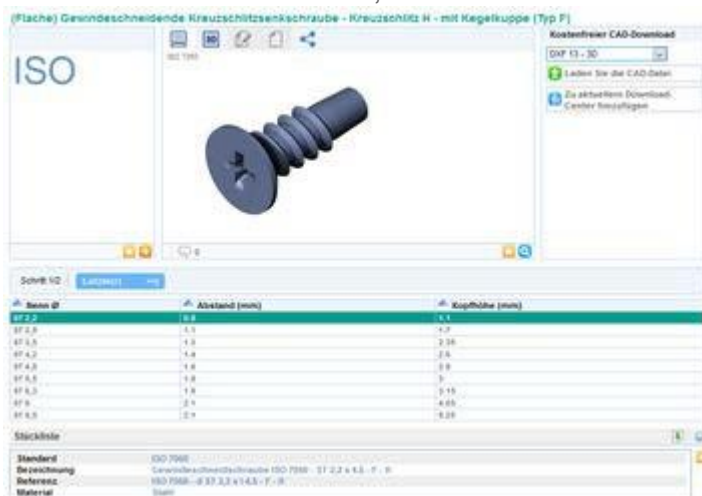 (Flache) Gewindeschneidende Kreuzschlitzsenkschraube - Kreuzschlitz H - mit Kegelkuppe (Typ F)
ISO
3D
Kostenfreier CAD-Download
DXF 13 - 3D
Laden Sie die CAD-Datei
Zu aktuellem Download-
Center hinzufügen
0
Schritt 1/2
Nenn Ø Abstand (mm) Kopfhöhe (mm)
ST 2,2 0.8 1.1
ST 2,9 1.1 1.7
ST 3,5 1.3 2.35
ST 4,2 1.4 2.6
ST 4,8 1.6 2.8
ST 5,5 1.8 3
ST 6,3 1.8 3.15
ST 8 2.1 4.65
ST 9,5 2.1 5.25
Stückliste
Standard
Bezeichnung
Referenz
Material Stahl